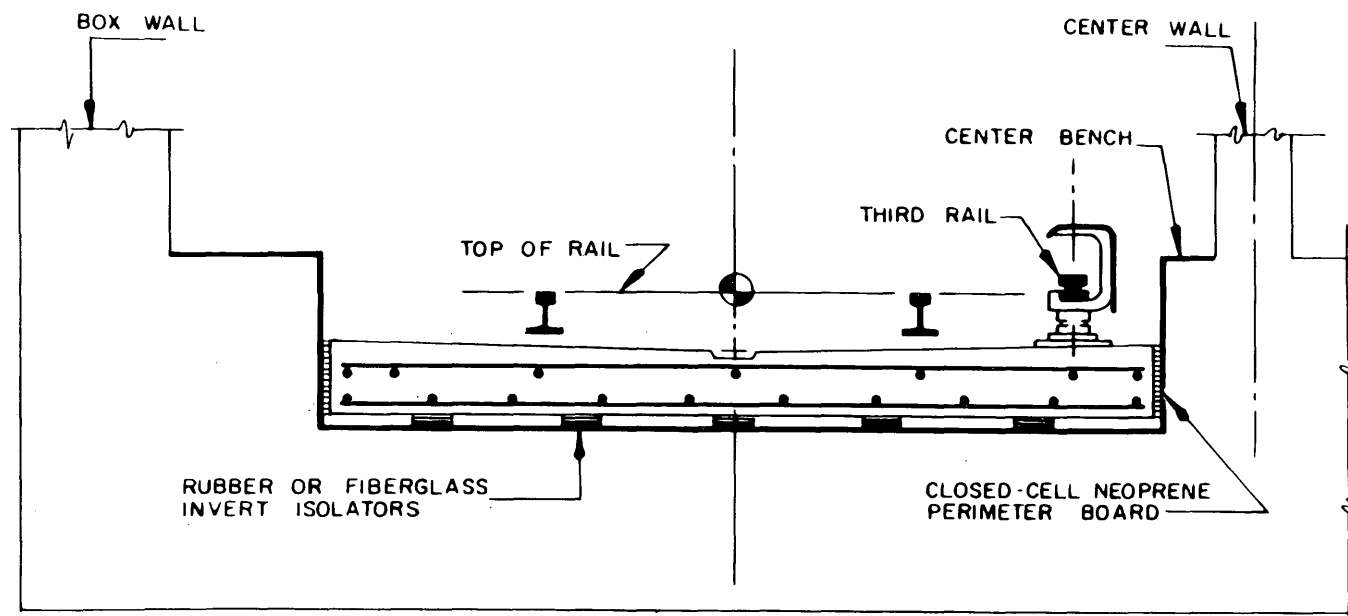 BOX WALL
CENTER WALL
CENTER BENCH
THIRD RAIL
TOP OF RAIL
RUBBER OR FIBERGLASS
INVERT ISOLATORS
CLOSED-CELL NEOPRENE
PERIMETER BOARD